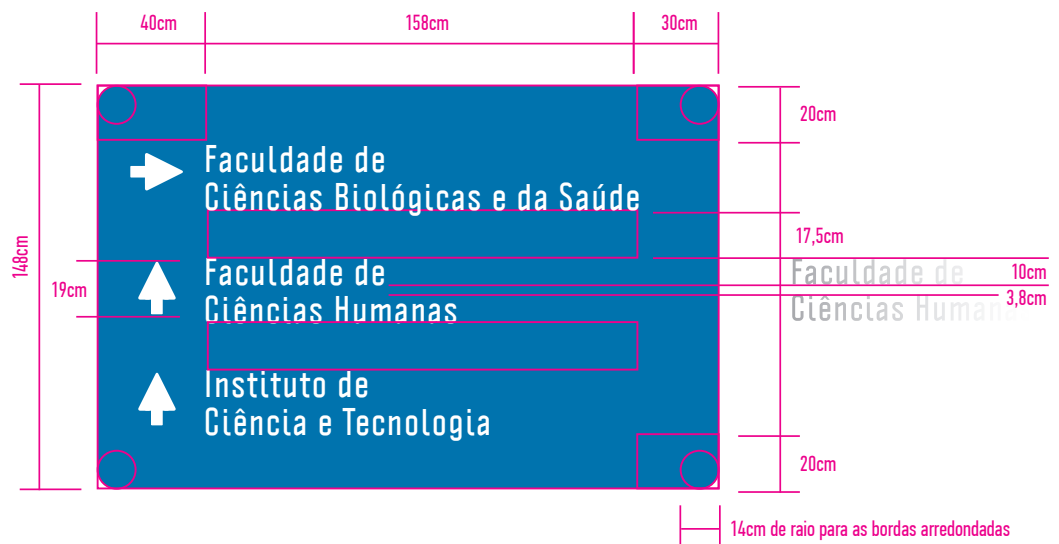 40cm
158cm
30cm
20cm
Faculdade de
Ciências Biológicas e da Saúde
17,5cm
148cm
19cm
Faculdade de
Ciências Humanas
Faculdade de
Ciências Humana
10cm
3,8cm
Instituto de
Ciência e Tecnologia
20cm
14cm de raio para as bordas arredondadas